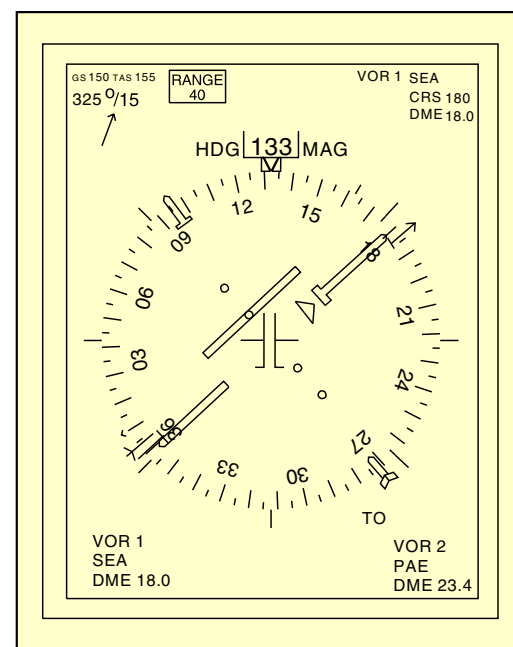 GS 150 TAS 155
325 °/15
RANGE
40
VOR 1 SEA
CRS 180
DME 18.0
HDG 133 MAG
12
15
09
18
06
21
03
24
36
27
33
30
TO
VOR 1
SEA
DME 18.0
VOR 2
PAE
DME 23.4